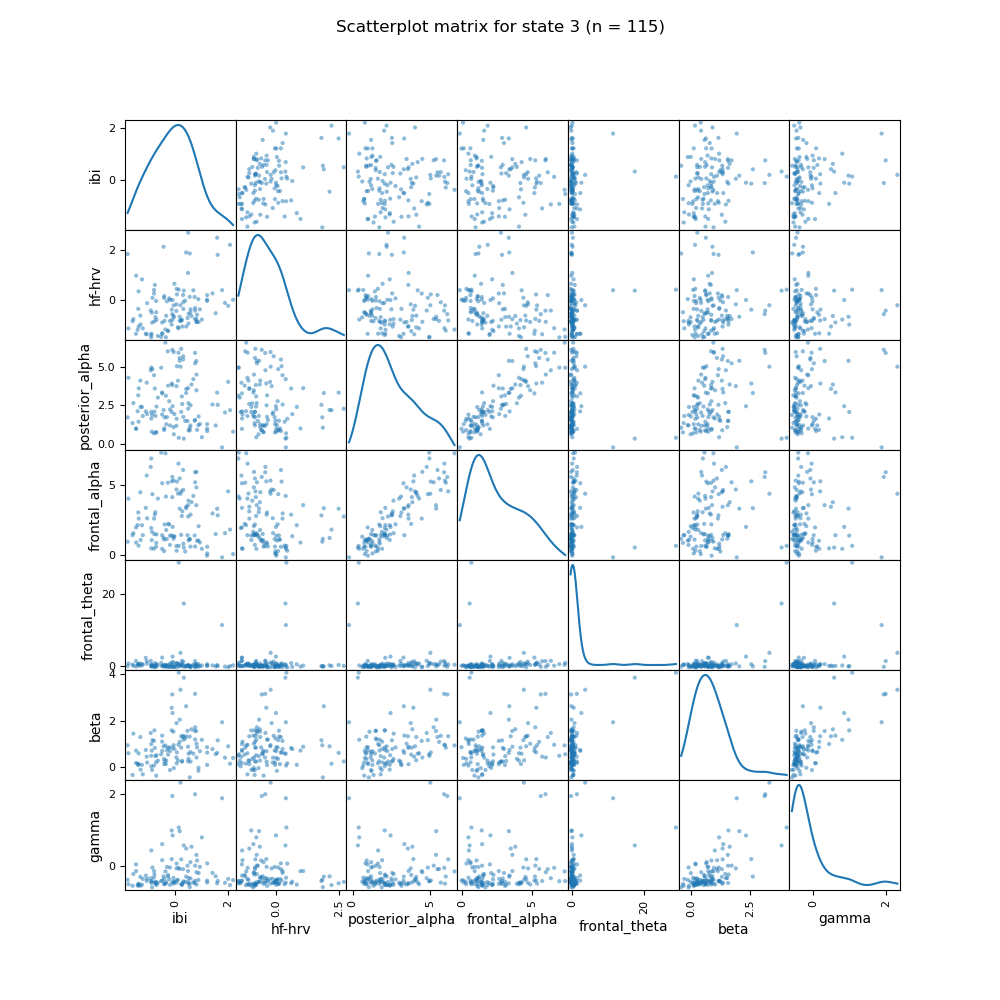 Scatterplot matrix for state 3 (n = 115)
ibi
2
0
hf-hrv
2
0
posterior_alpha
5.0
2.5
0.0
frontal_alpha
5
0
frontal_theta
20
0
beta
4
2
0
gamma
2
0
0
2
0.0
2.5
0
5
0
5
0
20
0.0
2.5
0
2
ibi
hf-hrv
posterior_alpha
frontal_alpha
frontal_theta
beta
gamma